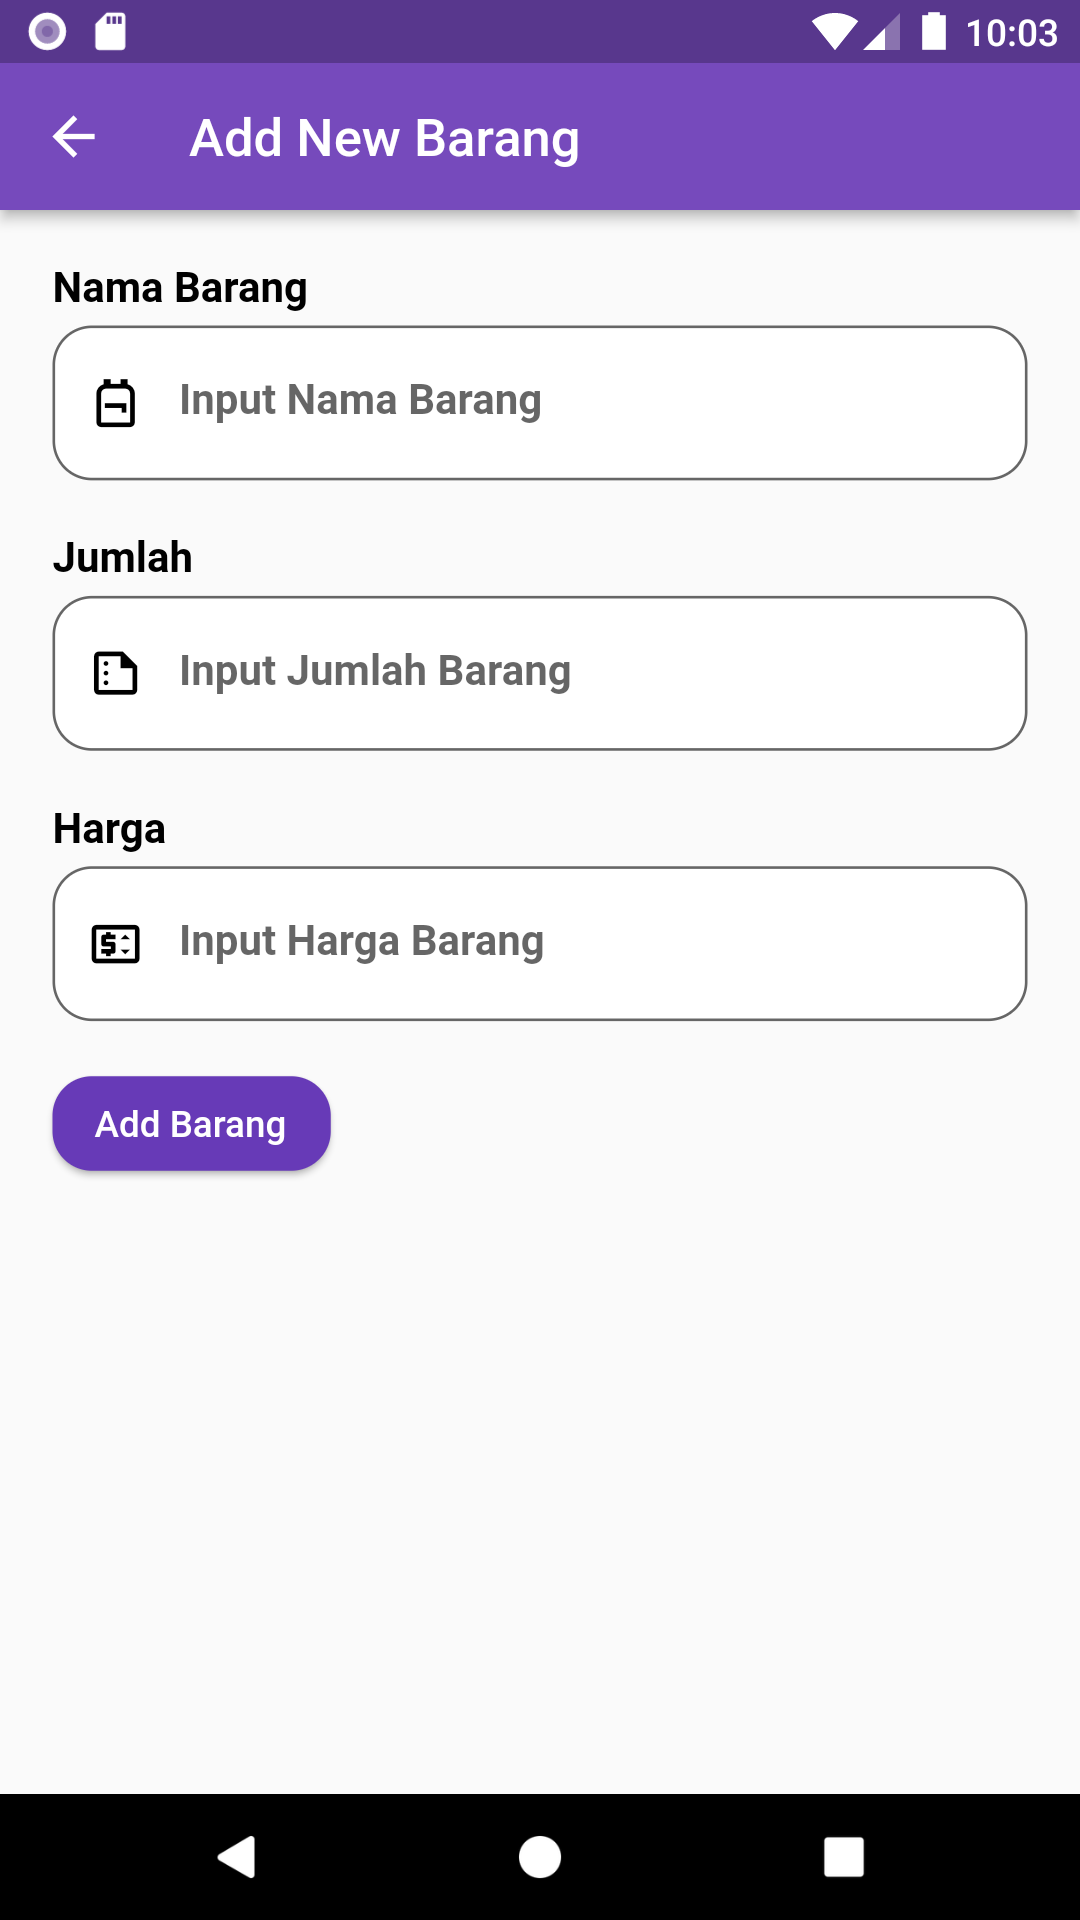 10:03
Add New Barang
Nama Barang
Input Nama Barang
Jumlah
Input Jumlah Barang
Harga
Input Harga Barang
Add Barang